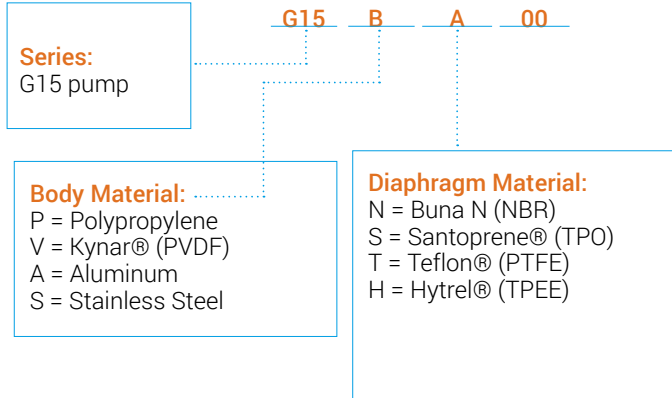 G15 B A 00
Series:
G15 pump
Body Material:
P = Polypropylene
V = Kynar® (PVDF)
A = Aluminum
S = Stainless Steel
Diaphragm Material:
N = Buna N (NBR)
S = Santoprene® (TPO)
T = Teflon® (PTFE)
H = Hytrel® (TPEE)